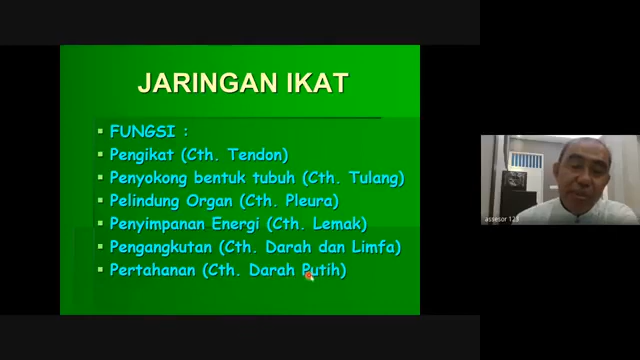 JARINGAN IKAT
FUNGSI :
Pengikat (Cth. Tendon)
Penyokong bentuk tubuh (Cth. Tulang)
Pelindung Organ (Cth. Pleura)
Penyimpanan Energi (Cth. Lemak)
Pengangkutan (Cth. Darah dan Limfa)
Pertahanan (Cth. Darah Putih)
assesor 123